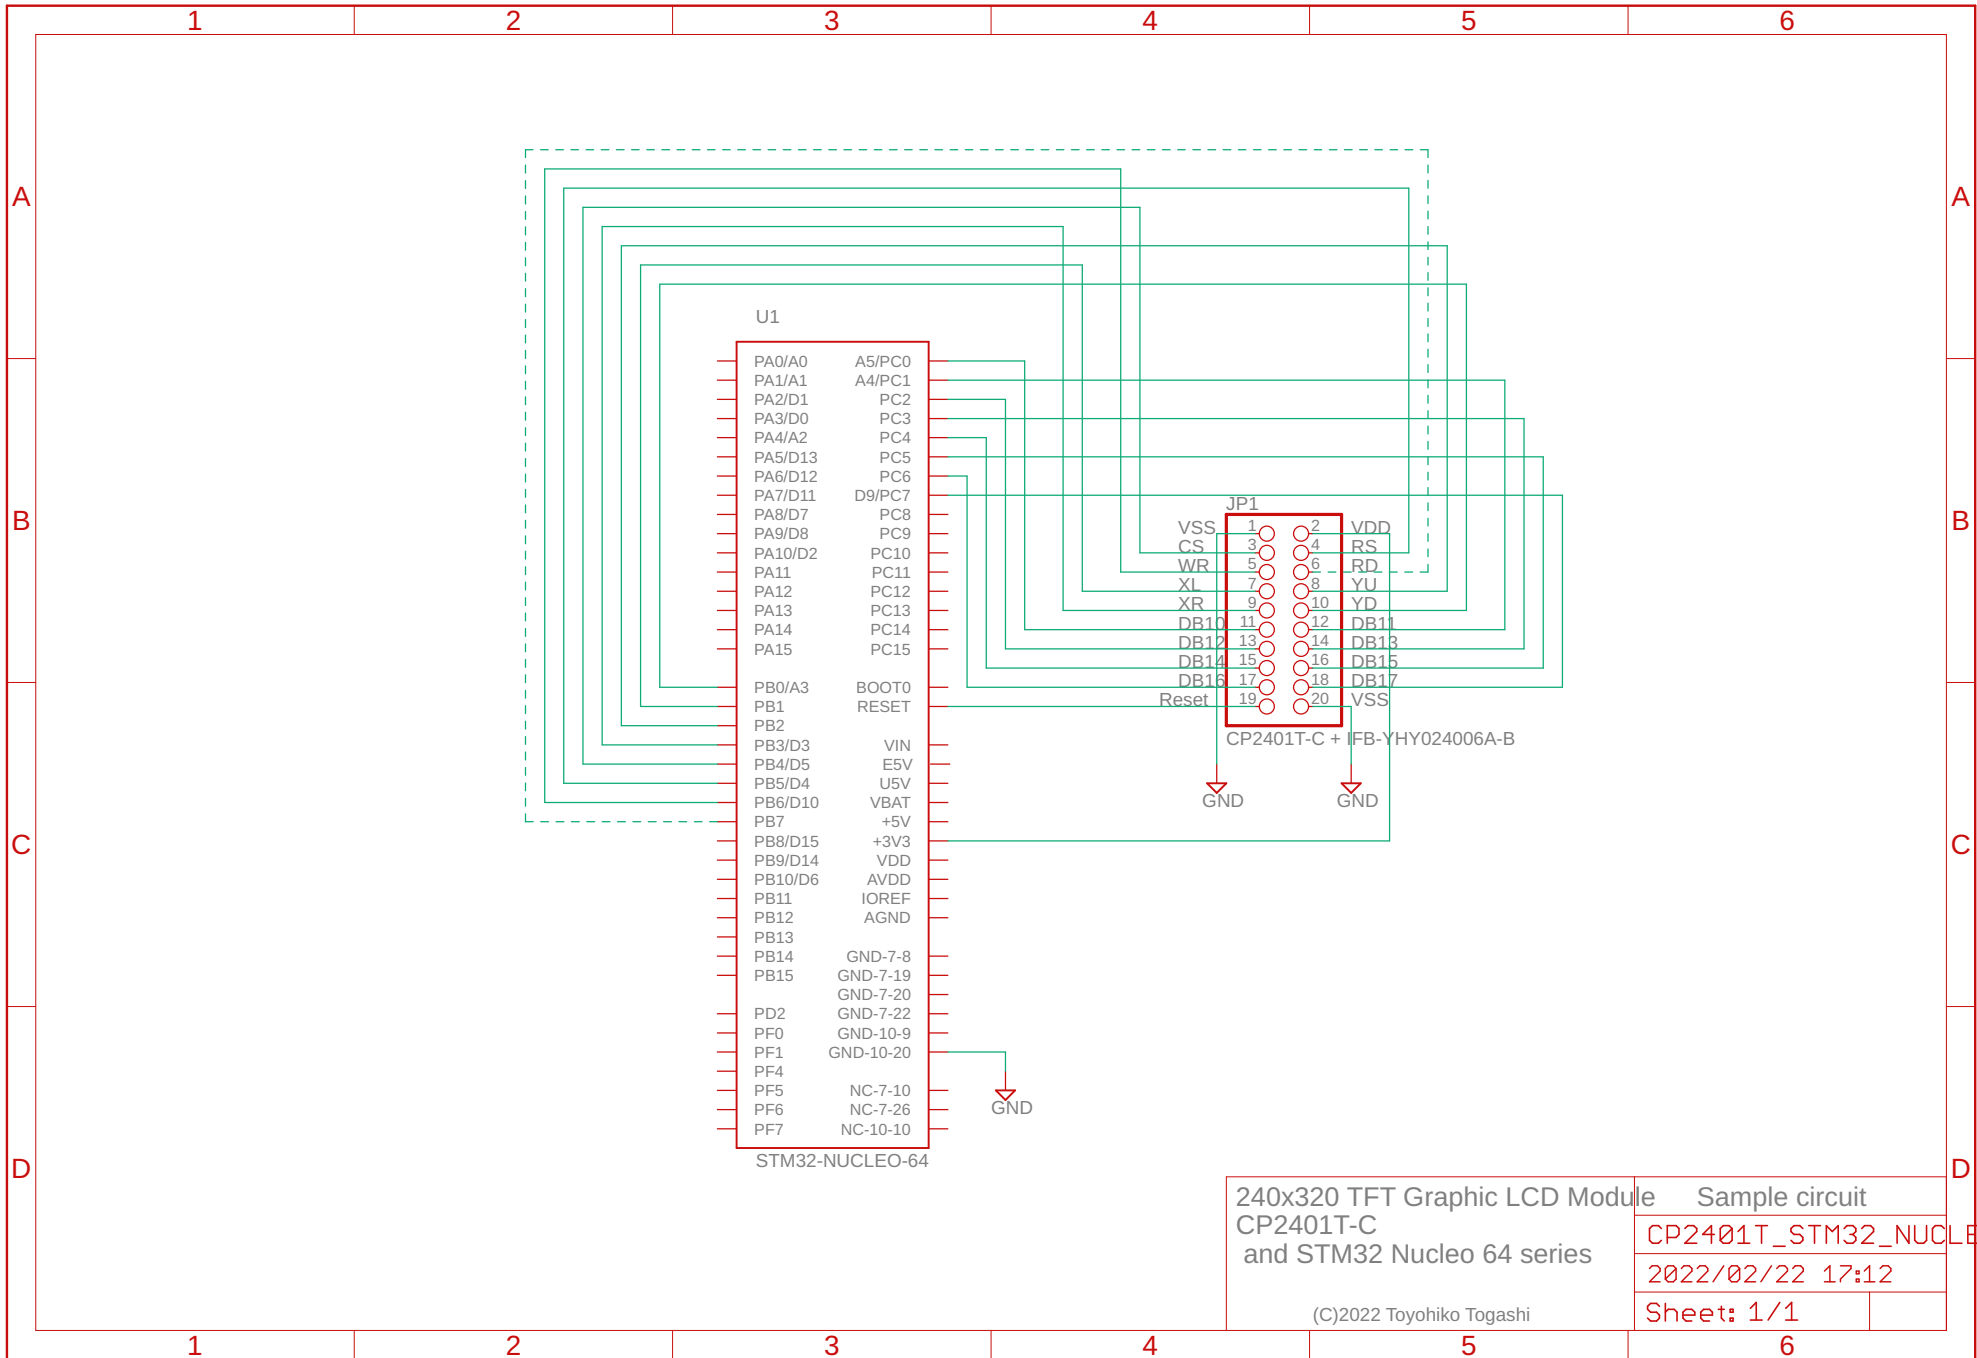 1 2 3 4 5 6
A A
B B
C C
D D
U1
PA0/A0 A5/PC0
PA1/A1 A4/PC1
PA2/D1 PC2
PA3/D0 PC3
PA4/A2 PC4
PA5/D13 PC5
PA6/D12 PC6
PA7/D11 D9/PC7
PA8/D7 PC8
PA9/D8 PC9
PA10/D2 PC10
PA11 PC11
PA12 PC12
PA13 PC13
PA14 PC14
PA15 PC15
PB0/A3 BOOT0
PB1 RESET
PB2
PB3/D3 VIN
PB4/D5 E5V
PB5/D4 U5V
PB6/D10 VBAT
PB7 +5V
PB8/D15 +3V3
PB9/D14 VDD
PB10/D6 AVDD
PB11 IOREF
PB12 AGND
PB13
PB14 GND-7-8
PB15 GND-7-19
GND-7-20
PD2 GND-7-22
PF0 GND-10-9
PF1 GND-10-20
PF4
PF5 NC-7-10
PF6 NC-7-26
PF7 NC-10-10
STM32-NUCLEO-64
GND
JP1
VSS 1 2 VDD
CS 3 4 RS
WR 5 6 RD
XL 7 8 YU
XR 9 10 YD
DB10 11 12 DB11
DB12 13 14 DB13
DB14 15 16 DB15
DB16 17 18 DB17
Reset 19 20 VSS
CP2401T-C + IFB-YHY024006A-B
GND GND
240x320 TFT Graphic LCD Module
CP2401T-C
and STM32 Nucleo 64 series
(C)2022 Toyohiko Togashi
Sample circuit
CP2401T_STM32_NUCLE
2022/02/22 17:12
Sheet: 1/1
1 2 3 4 5 6